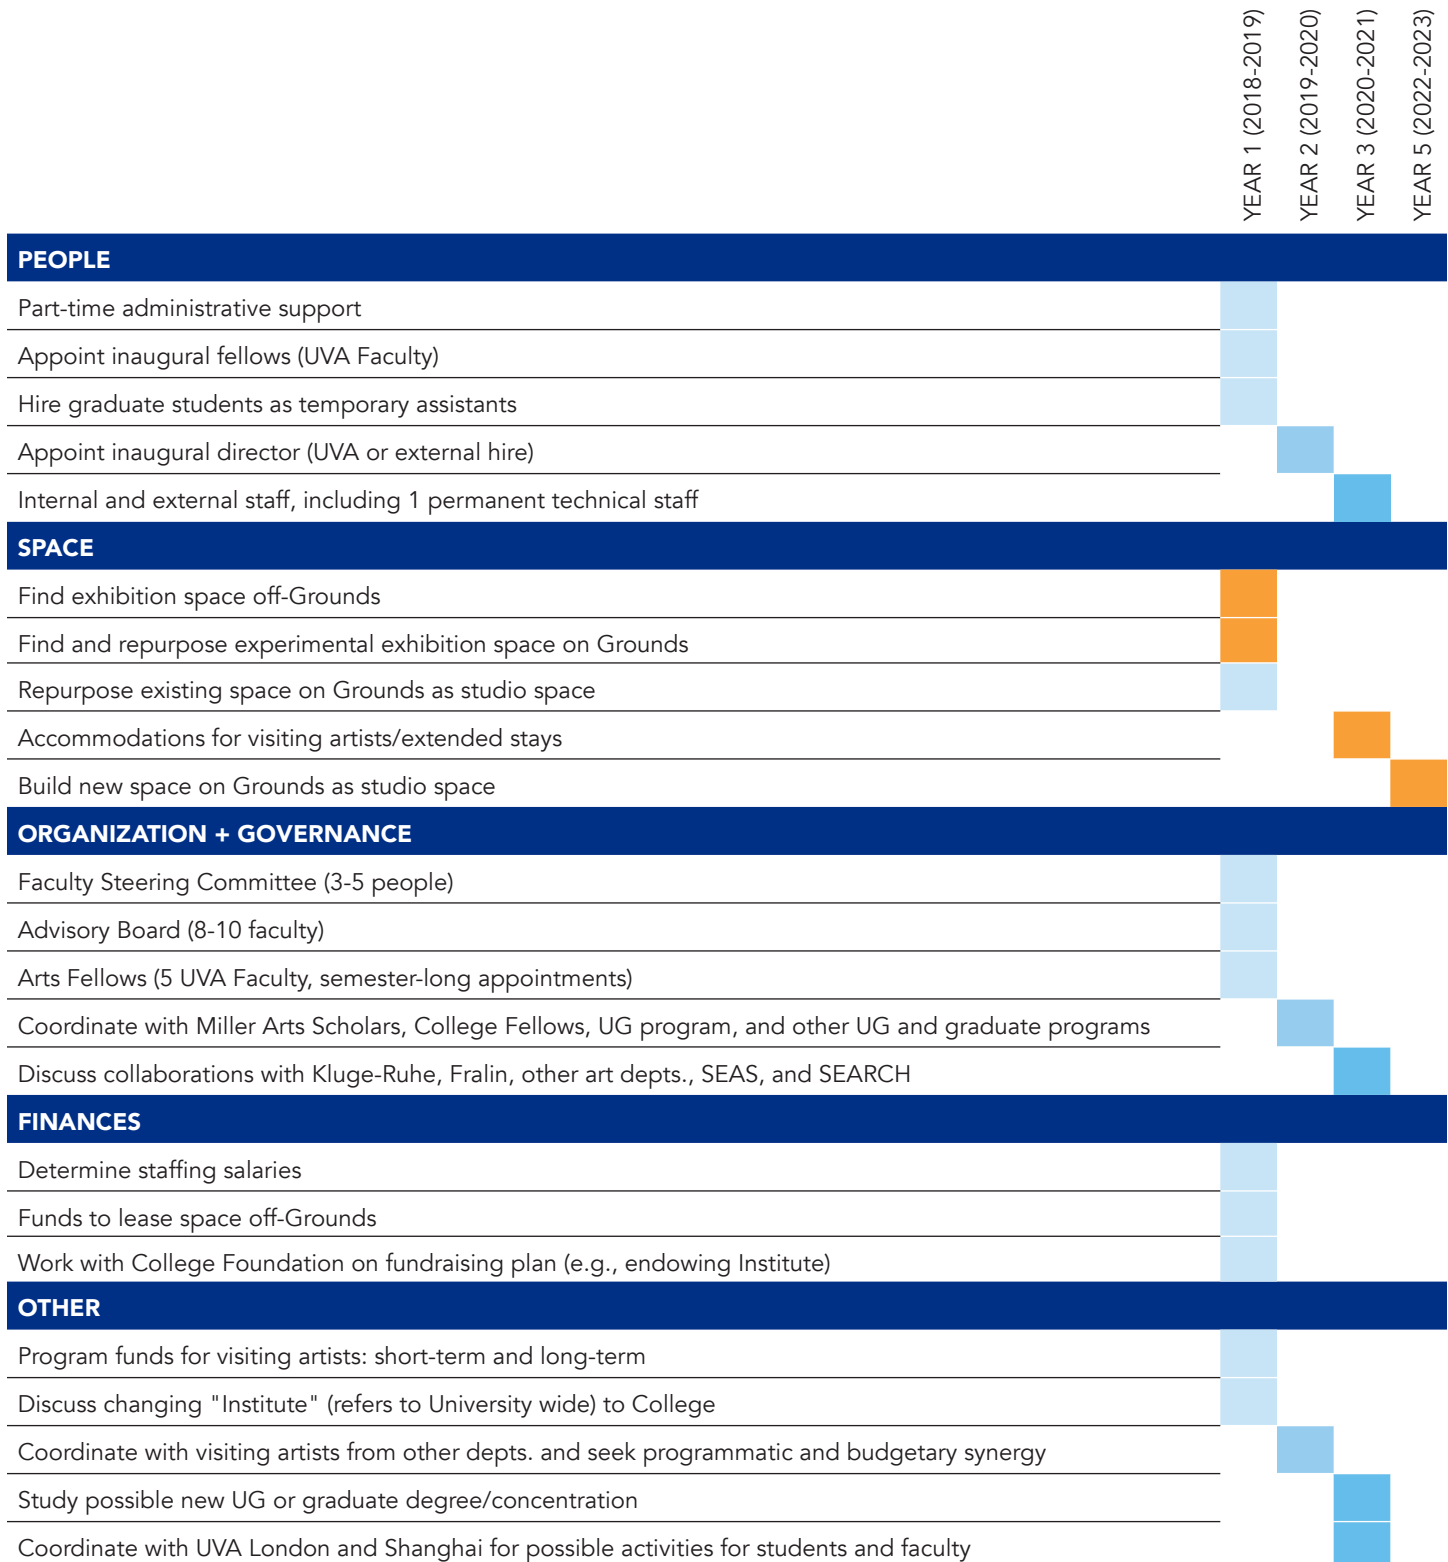 YEAR 1 (2018-2019)
YEAR 2 (2019-2020)
YEAR 3 (2020-2021)
YEAR 5 (2022-2023)
PEOPLE
Part-time administrative support
Appoint inaugural fellows (UVA Faculty)
Hire graduate students as temporary assistants
Appoint inaugural director (UVA or external hire)
Internal and external staff, including 1 permanent technical staff
SPACE
Find exhibition space off-Grounds
Find and repurpose experimental exhibition space on Grounds
Repurpose existing space on Grounds as studio space
Accommodations for visiting artists/extended stays
Build new space on Grounds as studio space
ORGANIZATION + GOVERNANCE
Faculty Steering Committee (3-5 people)
Advisory Board (8-10 faculty)
Arts Fellows (5 UVA Faculty, semester-long appointments)
Coordinate with Miller Arts Scholars, College Fellows, UG program, and other UG and graduate programs
Discuss collaborations with Kluge-Ruhe, Fralin, other art depts., SEAS, and SEARCH
FINANCES
Determine staffing salaries
Funds to lease space off-Grounds
Work with College Foundation on fundraising plan (e.g., endowing Institute)
OTHER
Program funds for visiting artists: short-term and long-term
Discuss changing "Institute" (refers to University wide) to College
Coordinate with visiting artists from other depts. and seek programmatic and budgetary synergy
Study possible new UG or graduate degree/concentration
Coordinate with UVA London and Shanghai for possible activities for students and faculty